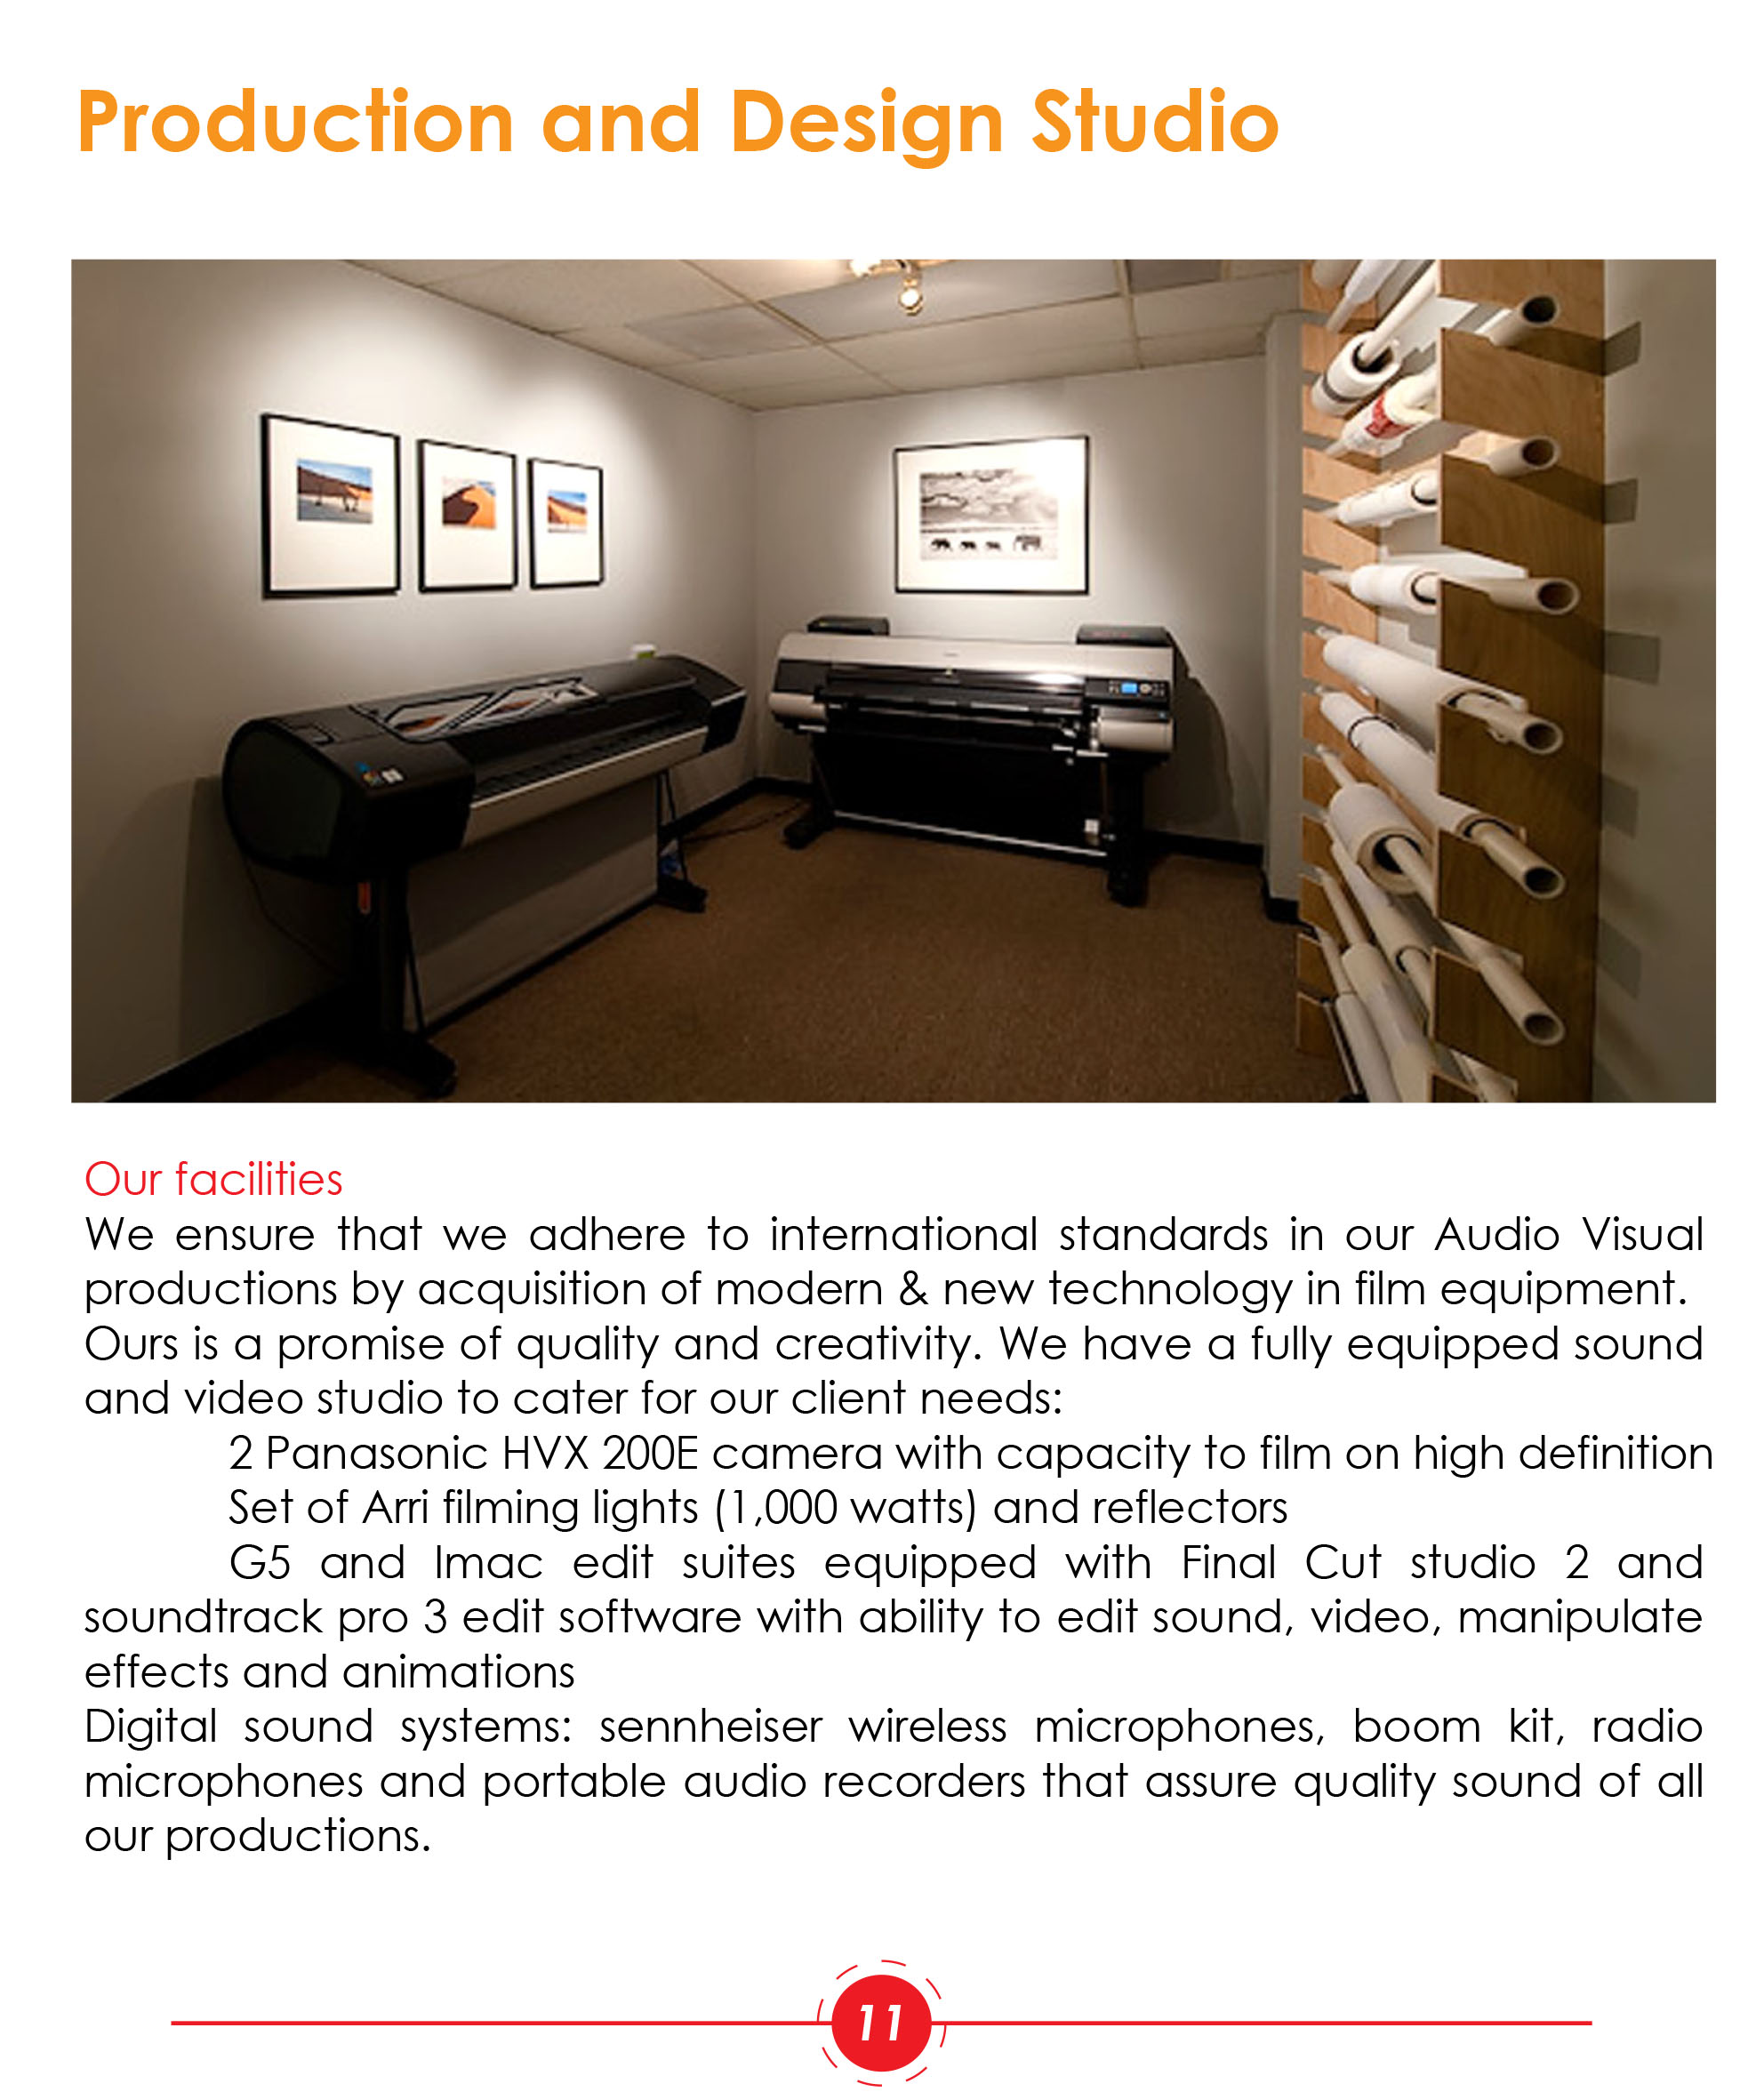 Production and Design Studio
Our facilities
We ensure that we adhere to international standards in our Audio Visual
productions by acquisition of modern & new technology in film equipment.
Ours is a promise of quality and creativity. We have a fully equipped sound
and video studio to cater for our client needs:
2 Panasonic HVX 200E camera with capacity to film on high definition
Set of Arri filming lights (1,000 watts) and reflectors
G5 and Imac edit suites equipped with Final Cut studio 2 and
soundtrack pro 3 edit software with ability to edit sound, video, manipulate
effects and animations
Digital sound systems: sennheiser wireless microphones, boom kit, radio
microphones and portable audio recorders that assure quality sound of all
our productions.
11